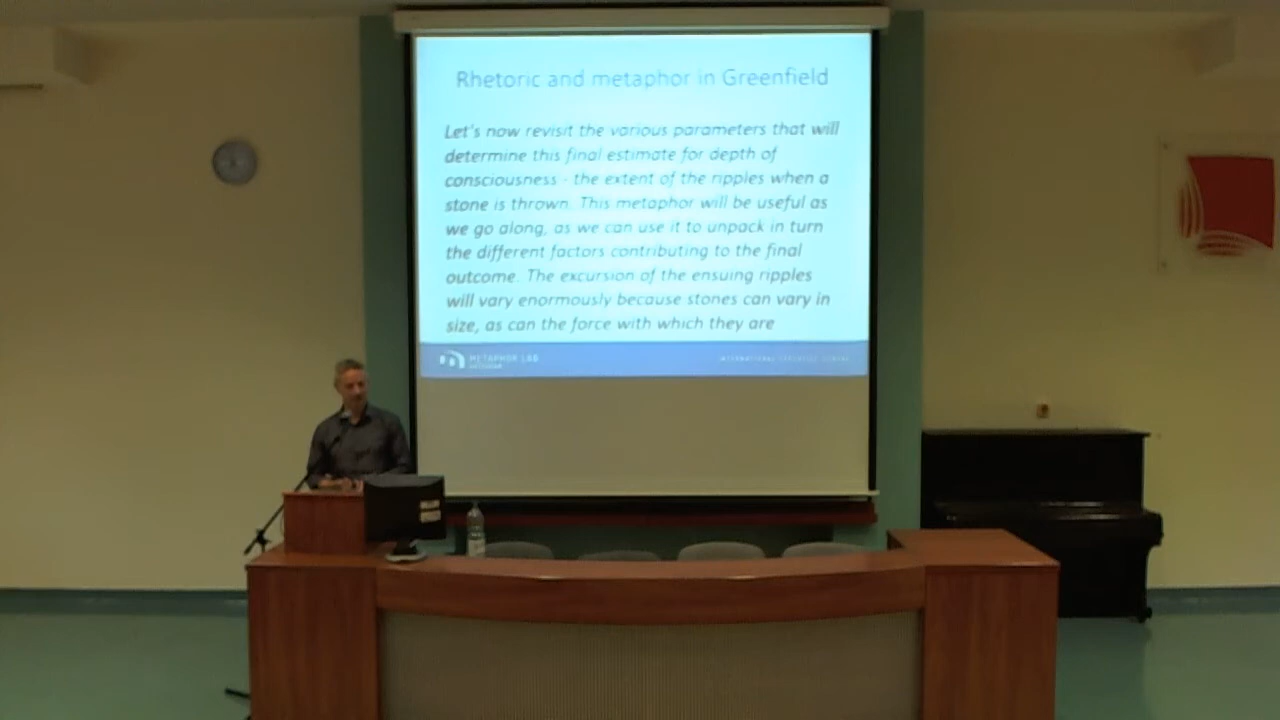 Rhetoric and metaphor in Greenfield
Let's now revisit the various parameters that will
determine this final estimate for depth of
consciousness - the extent of the ripples when a
stone is thrown. This metaphor will be useful as
we go along, as we can use it to unpack in turn
the different factors contributing to the final
outcome. The excursion of the ensuing ripples
will vary enormously because stones can vary in
size, as can the force with which they are
METAPHOR LAB